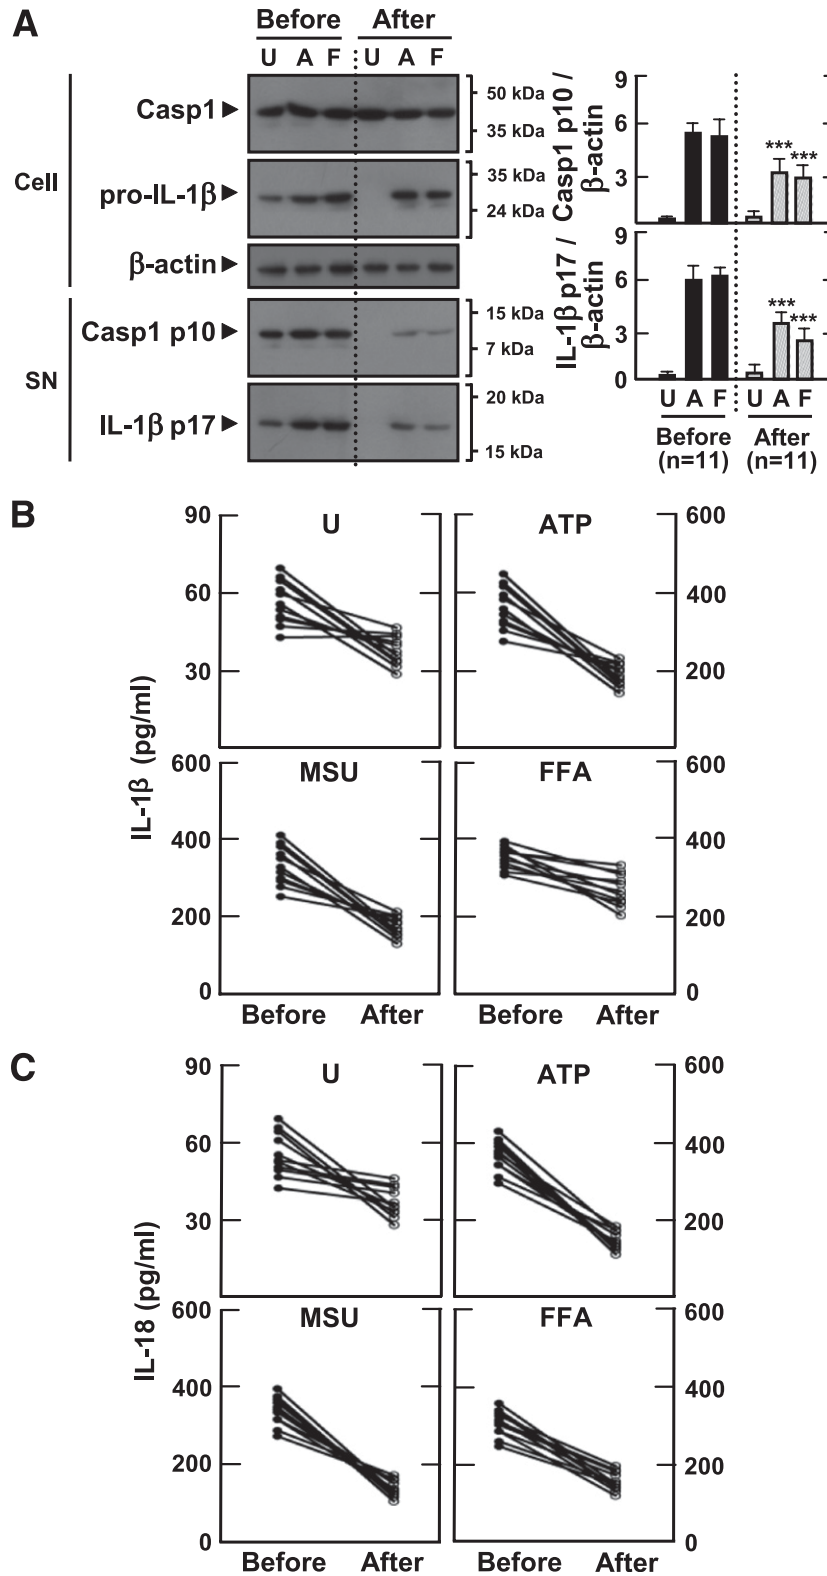 A
Before After
U A F U A F
Cell
Casp1
50 kDa
35 kDa
pro-IL-1β
35 kDa
24 kDa
β-actin
SN
Casp1 p10
15 kDa
7 kDa
IL-1β p17
20 kDa
15 kDa
Casp1 p10 /
β-actin
9
6
3
***
***
IL-1β p17 /
β-actin
9
6
3
0
***
***
U A F U A F
Before After
(n=11) (n=11)
B
IL-1β (pg/ml)
U
90
60
30
ATP
600
400
200
MSU
600
400
200
0
FFA
600
400
200
0
Before After Before After
C
IL-18 (pg/ml)
U
90
60
30
ATP
600
400
200
MSU
600
400
200
0
FFA
600
400
200
0
Before After Before After